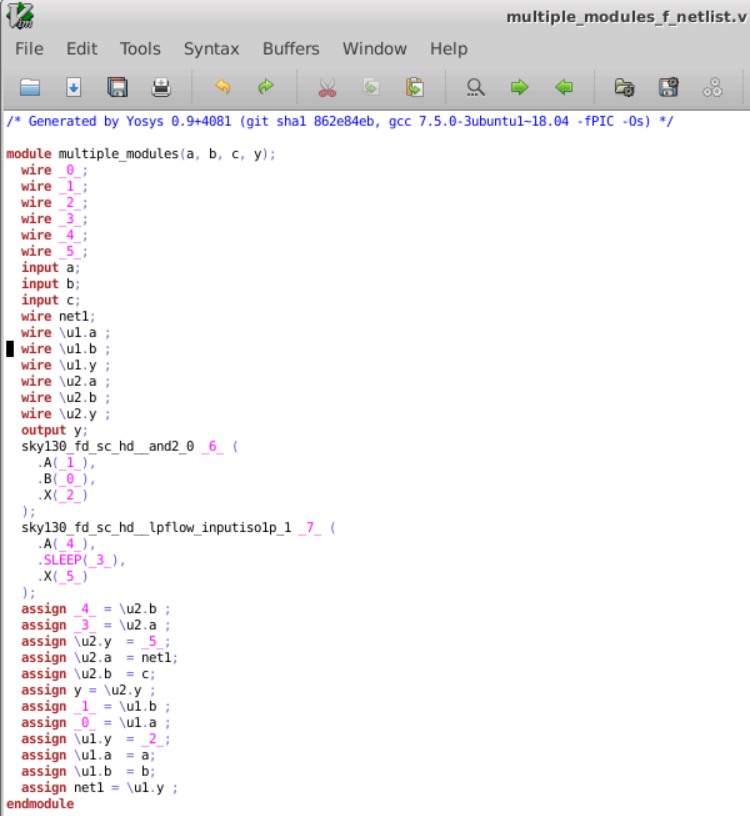 multiple_modules_f_netlist.v
File Edit Tools Syntax Buffers Window Help
/* Generated by Yosys 0.9+4081 (git sha1 862e84eb, gcc 7.5.0-3ubuntu1~18.04 -fPIC -Os) */
module multiple_modules(a, b, c, y);
  wire _0_;
  wire _1_;
  wire _2_;
  wire _3_;
  wire _4_;
  wire _5_;
  input a;
  input b;
  input c;
  wire net1;
  wire \u1.a ;
  wire \u1.b ;
  wire \u1.y ;
  wire \u2.a ;
  wire \u2.b ;
  wire \u2.y ;
  output y;
  sky130_fd_sc_hd__and2_0 _6_ (
    .A(_1_),
    .B(_0_),
    .X(_2_)
  );
  sky130_fd_sc_hd__lpflow_inputiso1p_1 _7_ (
    .A(_4_),
    .SLEEP(_3_),
    .X(_5_)
  );
  assign _4_ = \u2.b ;
  assign _3_ = \u2.a ;
  assign \u2.y  = _5_;
  assign \u2.a  = net1;
  assign \u2.b  = c;
  assign y = \u2.y ;
  assign _1_ = \u1.b ;
  assign _0_ = \u1.a ;
  assign \u1.y  = _2_;
  assign \u1.a  = a;
  assign \u1.b  = b;
  assign net1 = \u1.y ;
endmodule